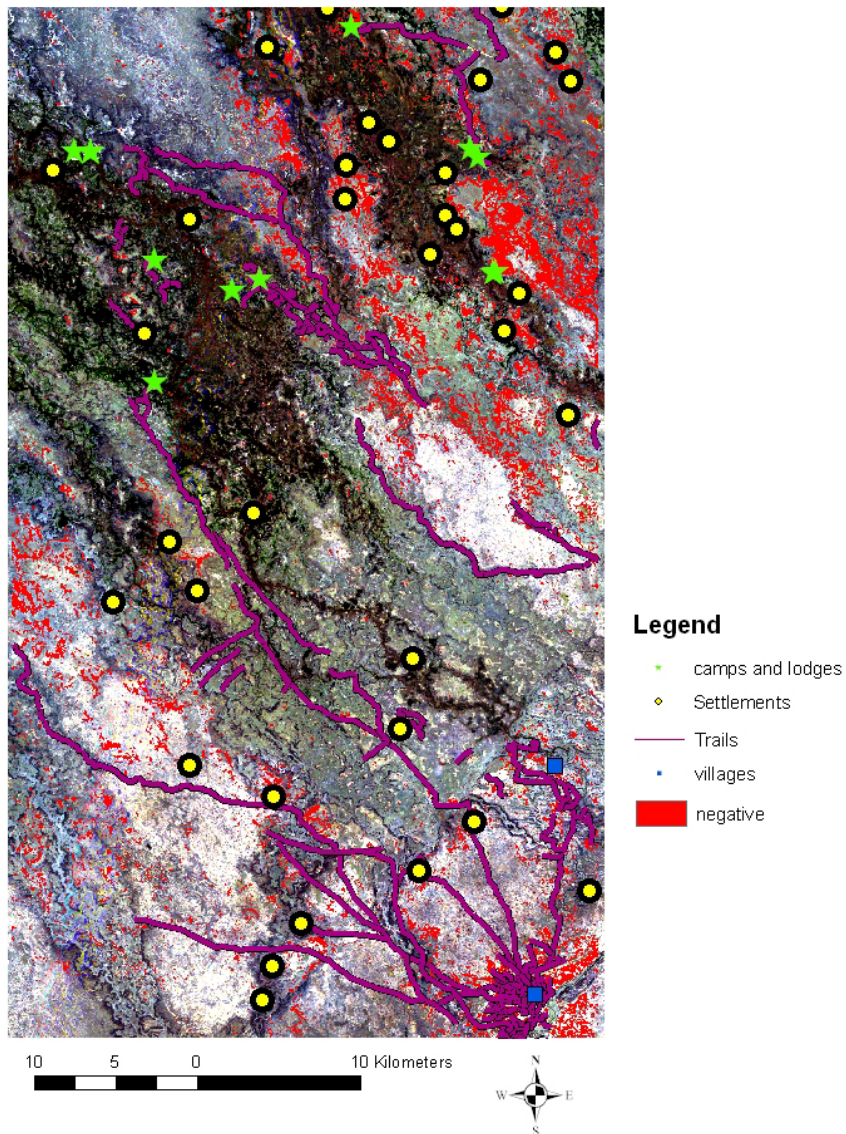 Legend
camps and lodges
Settlements
Trails
villages
negative
10 5 0 10 Kilometers
N
W E
S